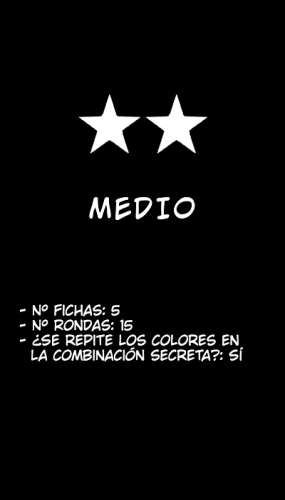 MEDIO
- Nº FICHAS: 5
- Nº RONDAS: 15
- ¿SE REPITE LOS COLORES EN
LA COMBINACIÓN SECRETA?: SÍ